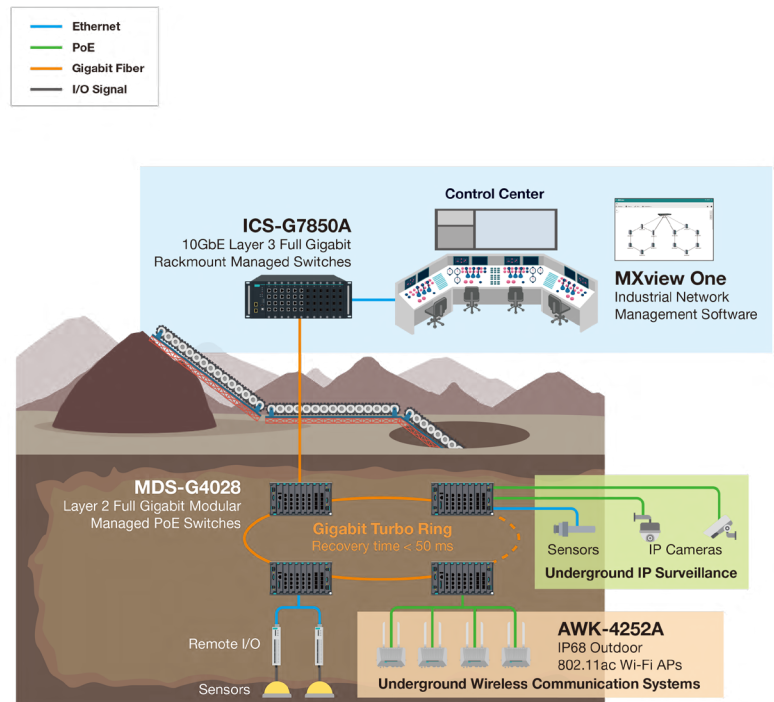 Ethernet
PoE
Gigabit Fiber
I/O Signal
Control Center
ICS-G7850A
10GbE Layer 3 Full Gigabit
Rackmount Managed Switches
MXview One
Industrial Network
Management Software
MDS-G4028
Layer 2 Full Gigabit Modular
Managed PoE Switches
Gigabit Turbo Ring
Recovery time < 50 ms
Sensors
IP Cameras
Underground IP Surveillance
Remote I/O
Sensors
AWK-4252A
IP68 Outdoor
802.11ac Wi-Fi APs
Underground Wireless Communication Systems